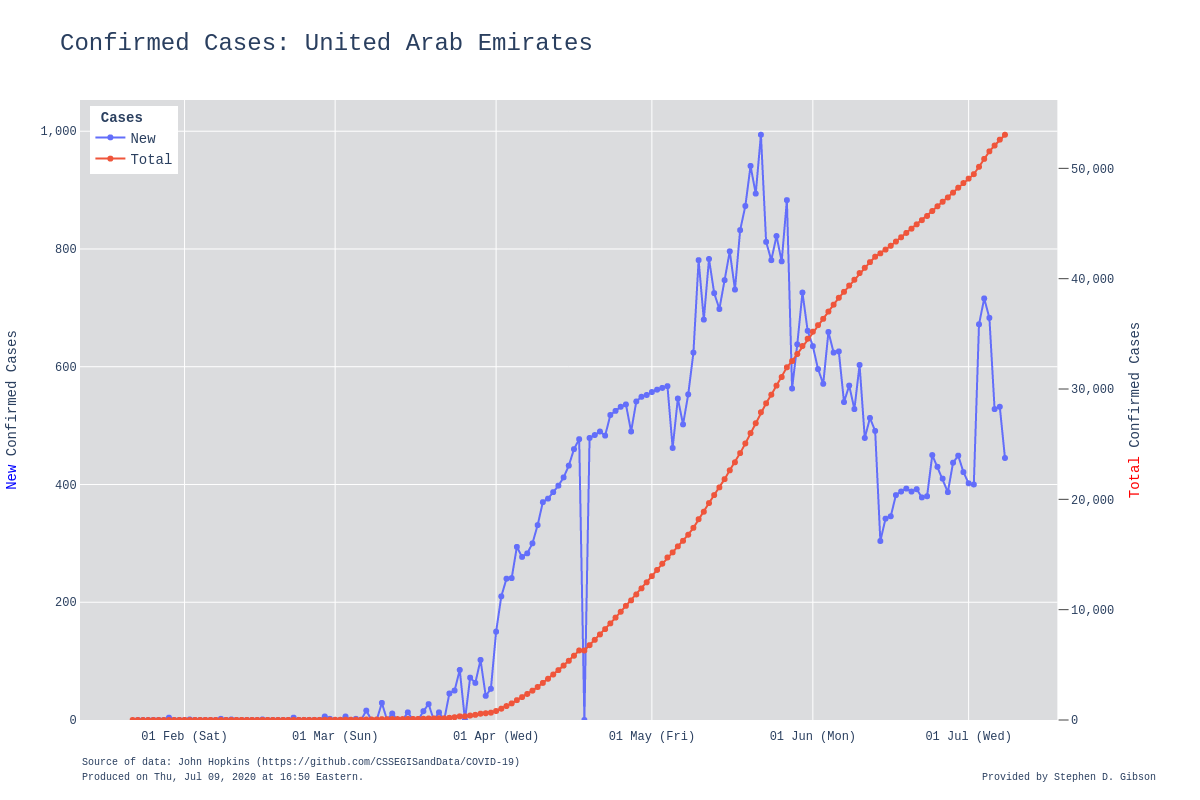 Confirmed Cases: United Arab Emirates
Cases
New
Total
1,000
800
600
400
200
0
50,000
40,000
30,000
20,000
10,000
0
New Confirmed Cases
Total Confirmed Cases
01 Feb (Sat)
01 Mar (Sun)
01 Apr (Wed)
01 May (Fri)
01 Jun (Mon)
01 Jul (Wed)
Source of data: John Hopkins (https://github.com/CSSEGISandData/COVID-19)
Produced on Thu, Jul 09, 2020 at 16:50 Eastern.
Provided by Stephen D. Gibson